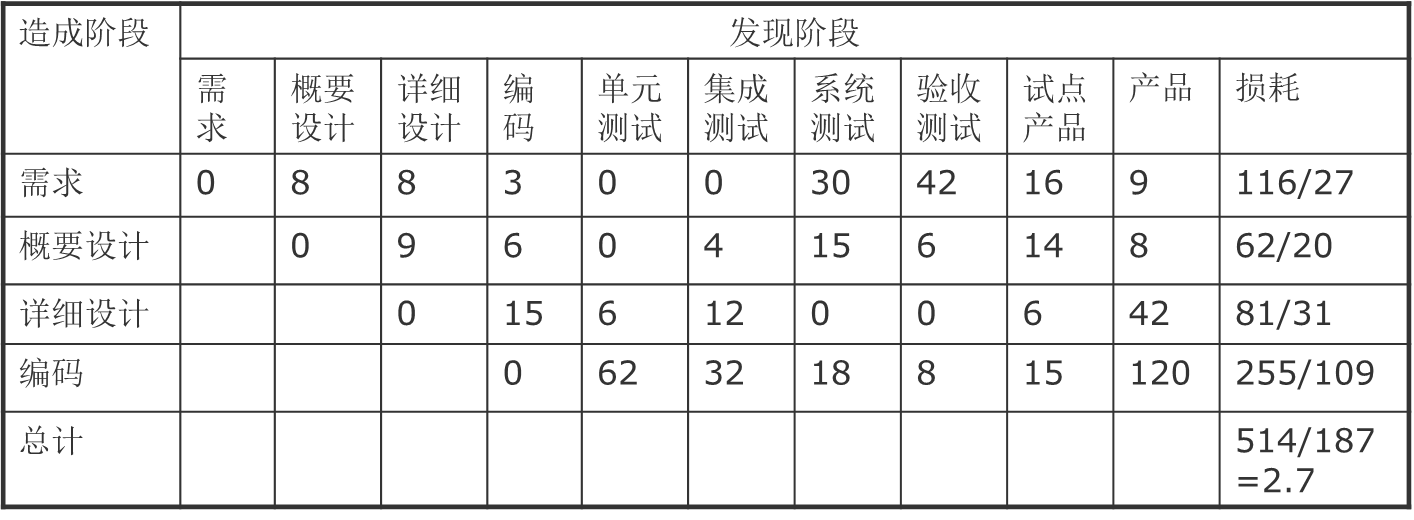 造成阶段 发现阶段
需求 概要设计 详细设计 编码 单元测试 集成测试 系统测试 验收测试 试点产品 产品 损耗
需求 0 8 8 3 0 0 30 42 16 9 116/27
概要设计 0 9 6 0 4 15 6 14 8 62/20
详细设计 0 15 6 12 0 0 6 42 81/31
编码 0 62 32 18 8 15 120 255/109
总计 514/187
=2.7